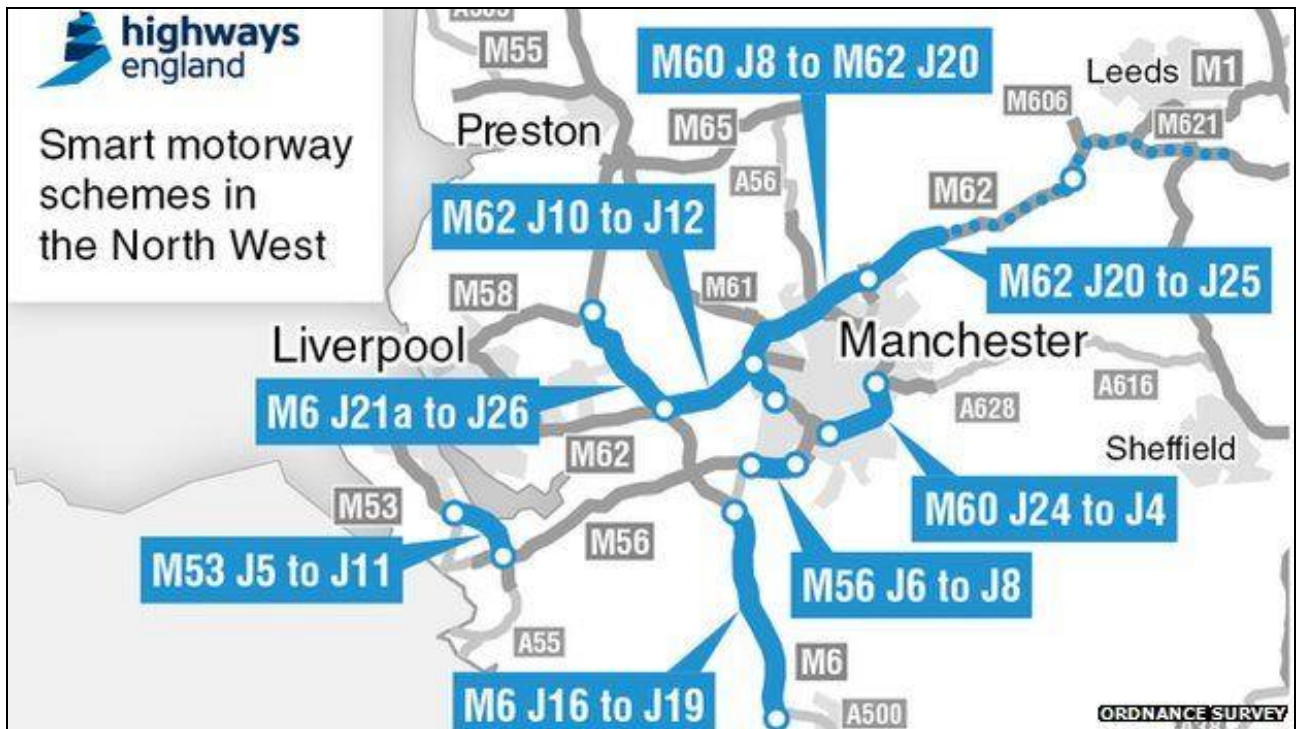 highways
england
Smart motorway
schemes in
the North West
M55
M60 J8 to M62 J20
Leeds
M1
M606
M621
Preston
M65
A56
M62
M62 J10 to J12
M62 J20 to J25
M58
M61
Liverpool
Manchester
M6 J21a to J26
A628
A616
M62
Sheffield
M53
M60 J24 to J4
M56
M53 J5 to J11
M56 J6 to J8
A55
M6
M6 J16 to J19
A500
ORDNANCE SURVEY